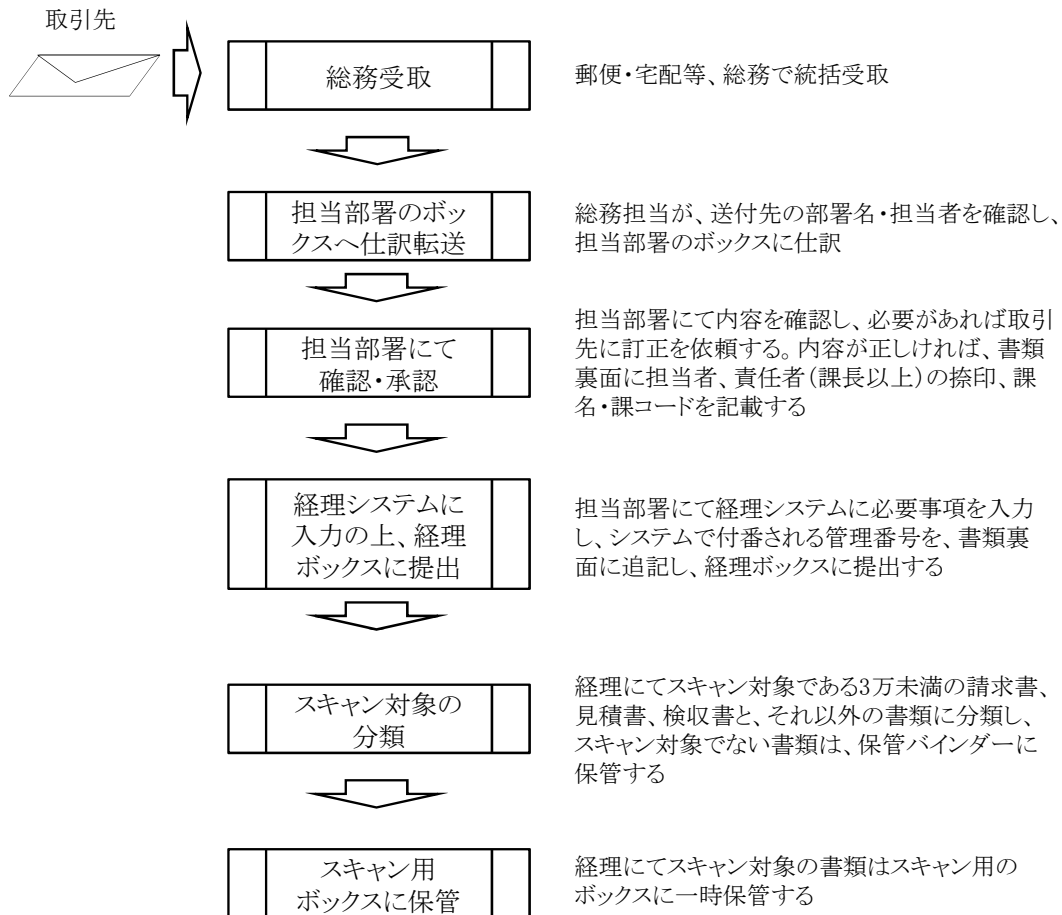 取引先
総務受取
郵便・宅配等、総務で統括受取
担当部署のボッ
クスへ仕訳転送
総務担当が、送付先の部署名・担当者を確認し、
担当部署のボックスに仕訳
担当部署にて
確認・承認
担当部署にて内容を確認し、必要があれば取引
先に訂正を依頼する。内容が正しければ、書類
裏面に担当者、責任者(課長以上)の捺印、課
名・課コードを記載する
経理システムに
入力の上、経理
ボックスに提出
担当部署にて経理システムに必要事項を入力
し、システムで付番される管理番号を、書類裏
面に追記し、経理ボックスに提出する
スキャン対象の
分類
経理にてスキャン対象である3万未満の請求書、
見積書、検収書と、それ以外の書類に分類し、
スキャン対象でない書類は、保管バインダーに
保管する
スキャン用
ボックスに保管
経理にてスキャン対象の書類はスキャン用の
ボックスに一時保管する